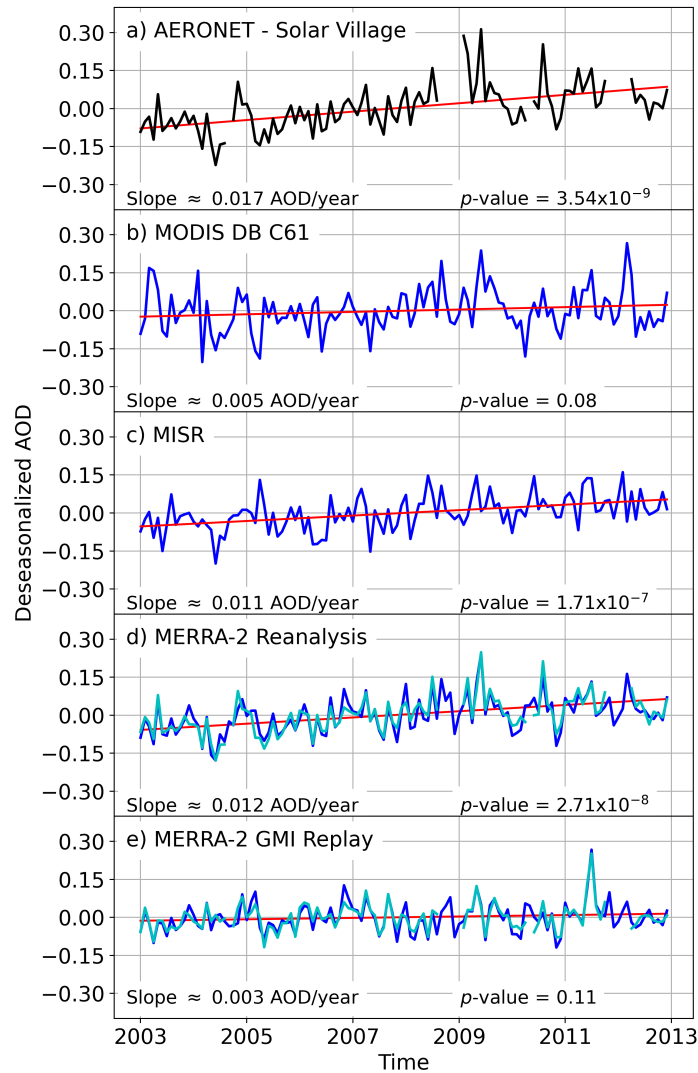 a) AERONET - Solar Village
0.30
0.15
0.00
−0.15
−0.30
Slope ≈ 0.017 AOD/year
p-value = 3.54x10⁻⁹
b) MODIS DB C61
0.30
0.15
0.00
−0.15
−0.30
Slope ≈ 0.005 AOD/year
p-value = 0.08
c) MISR
0.30
0.15
0.00
−0.15
−0.30
Slope ≈ 0.011 AOD/year
p-value = 1.71x10⁻⁷
Deseasonalized AOD
d) MERRA-2 Reanalysis
0.30
0.15
0.00
−0.15
−0.30
Slope ≈ 0.012 AOD/year
p-value = 2.71x10⁻⁸
e) MERRA-2 GMI Replay
0.30
0.15
0.00
−0.15
−0.30
Slope ≈ 0.003 AOD/year
p-value = 0.11
2003 2005 2007 2009 2011 2013
Time